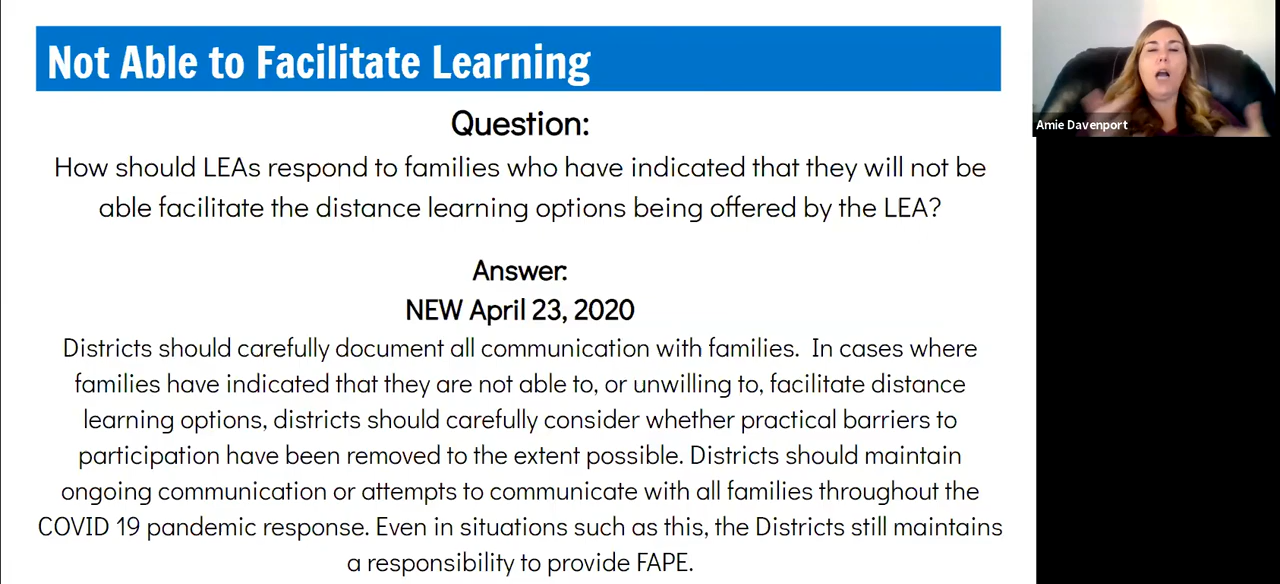 Not Able to Facilitate Learning
Amie Davenport
Question:
How should LEAs respond to families who have indicated that they will not be
able facilitate the distance learning options being offered by the LEA?
Answer:
NEW April 23, 2020
Districts should carefully document all communication with families. In cases where
families have indicated that they are not able to, or unwilling to, facilitate distance
learning options, districts should carefully consider whether practical barriers to
participation have been removed to the extent possible. Districts should maintain
ongoing communication or attempts to communicate with all families throughout the
COVID 19 pandemic response. Even in situations such as this, the Districts still maintains
a responsibility to provide FAPE.